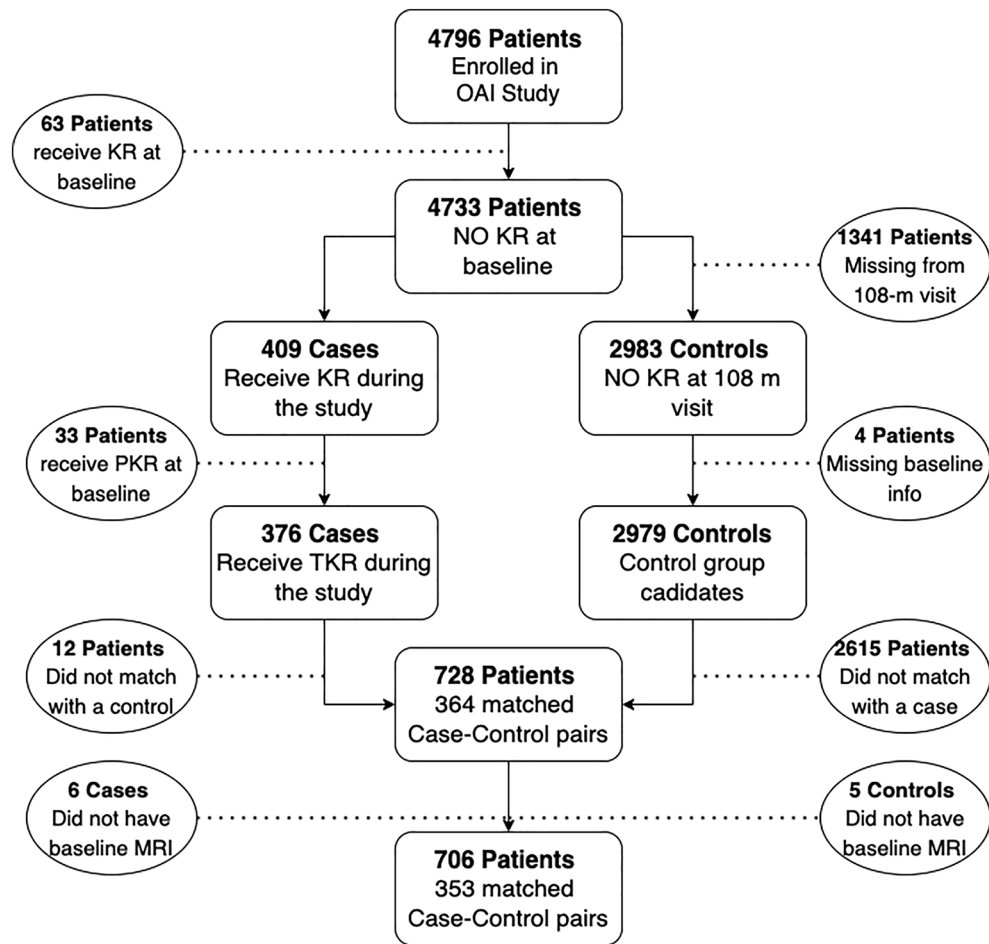 4796 Patients
Enrolled in
OAI Study
63 Patients
receive KR at
baseline
4733 Patients
NO KR at
baseline
1341 Patients
Missing from
108-m visit
409 Cases
Receive KR during
the study
2983 Controls
NO KR at 108 m
visit
33 Patients
receive PKR at
baseline
4 Patients
Missing baseline
info
376 Cases
Receive TKR during
the study
2979 Controls
Control group
cadidates
12 Patients
Did not match
with a control
728 Patients
364 matched
Case-Control pairs
2615 Patients
Did not match
with a case
6 Cases
Did not have
baseline MRI
5 Controls
Did not have
baseline MRI
706 Patients
353 matched
Case-Control pairs